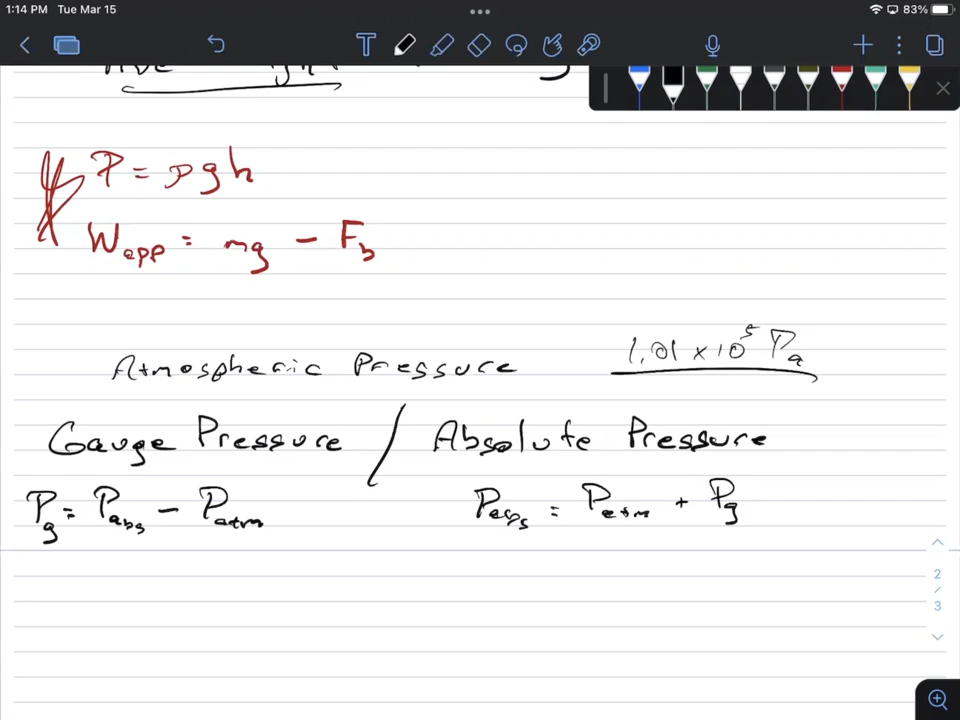 1:14 PM Tue Mar 15 83%
P = ρgh
W_app = mg - F_b
Atmospheric Pressure 1.01 x 10^5 Pa
Gauge Pressure / Absolute Pressure
P_g = P_abs - P_atm P_abs = P_atm + P_g
2
/
3